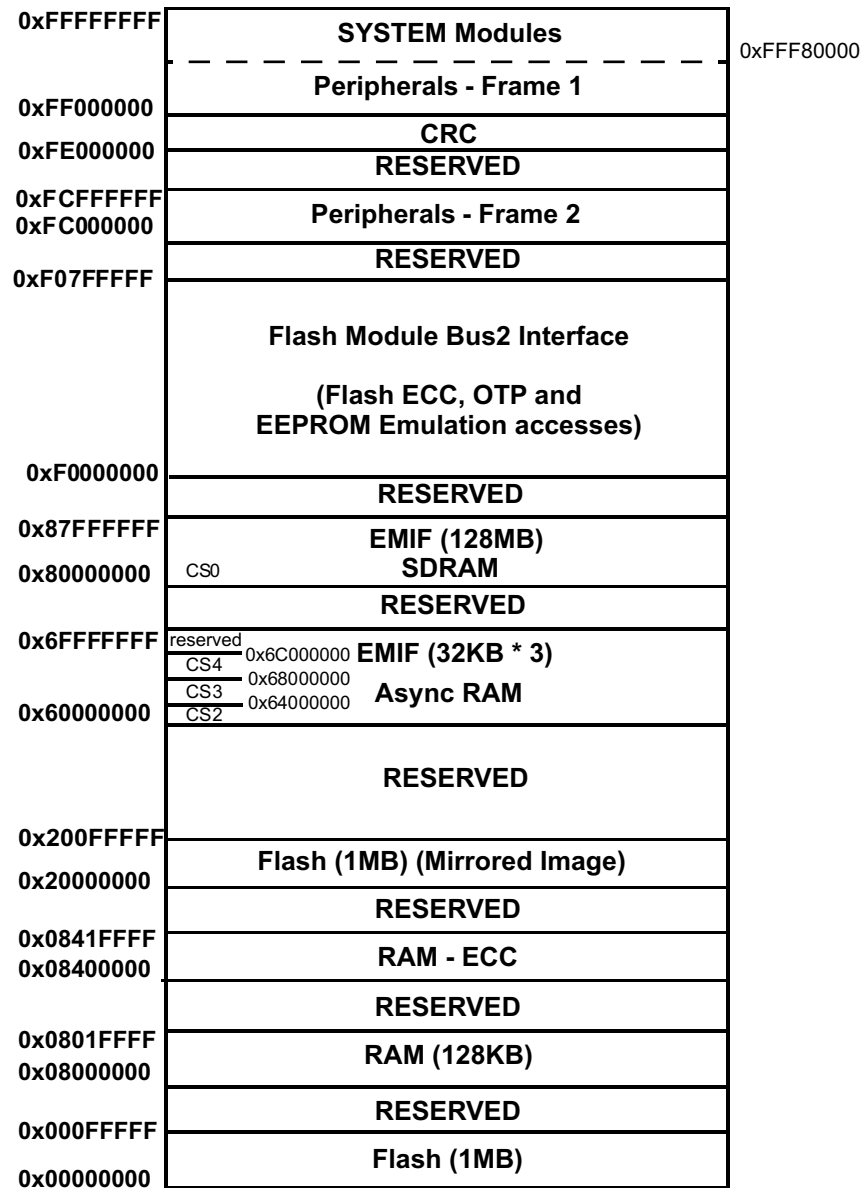 0xFFFFFFFF
SYSTEM Modules
0xFFF80000
Peripherals - Frame 1
0xFF000000
CRC
0xFE000000
RESERVED
0xFCFFFFFF
Peripherals - Frame 2
0xFC000000
RESERVED
0xF07FFFFF
Flash Module Bus2 Interface
(Flash ECC, OTP and
EEPROM Emulation accesses)
0xF0000000
RESERVED
0x87FFFFFF
EMIF (128MB)
0x80000000
CS0
SDRAM
RESERVED
0x6FFFFFFF
reserved
0x6C000000
EMIF (32KB * 3)
CS4
0x68000000
CS3
Async RAM
0x64000000
0x60000000
CS2
RESERVED
0x200FFFFF
Flash (1MB) (Mirrored Image)
0x20000000
RESERVED
0x0841FFFF
RAM - ECC
0x08400000
RESERVED
0x0801FFFF
RAM (128KB)
0x08000000
RESERVED
0x000FFFFF
Flash (1MB)
0x00000000